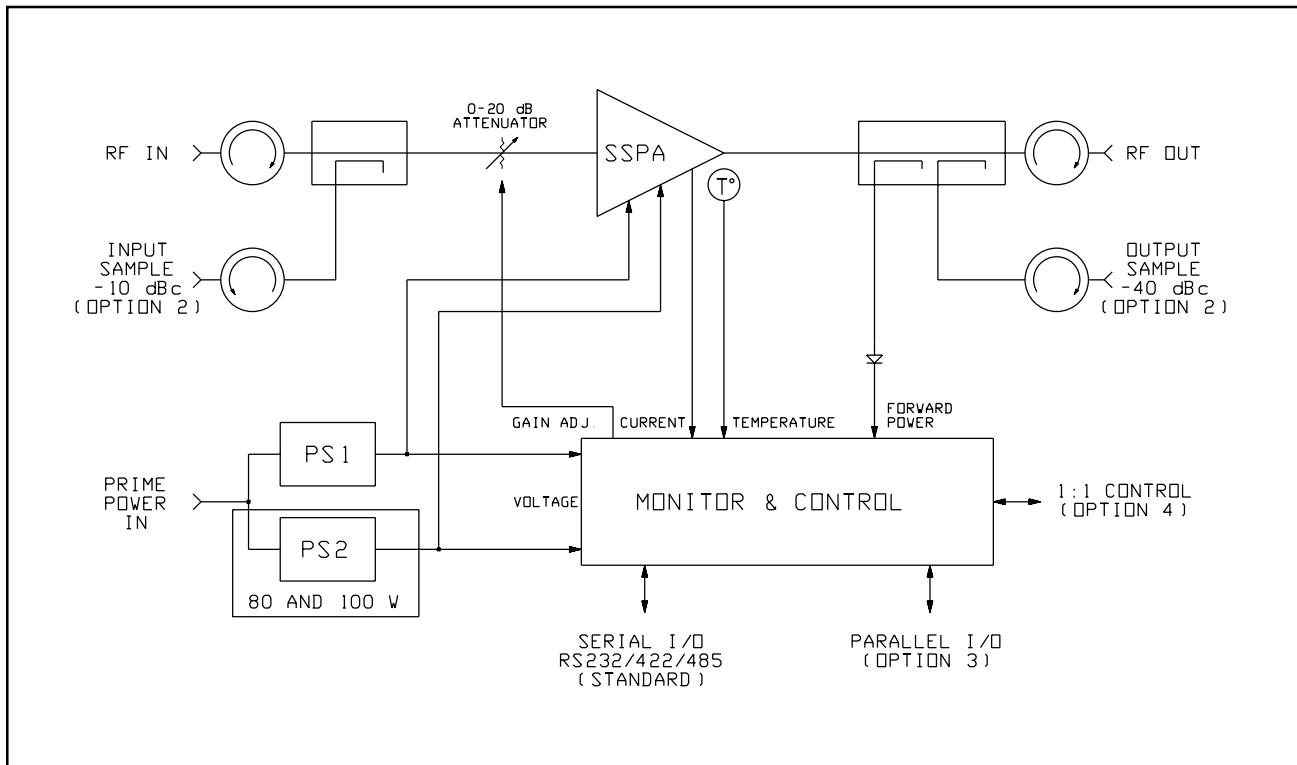 0-20 dB
ATTENUATOR
RF IN
SSPA
RF OUT
T°
INPUT
SAMPLE
-10 dBc
(OPTION 2)
OUTPUT
SAMPLE
-40 dBc
(OPTION 2)
GAIN ADJ.
CURRENT
TEMPERATURE
FORWARD
POWER
PS1
PRIME
POWER
IN
VOLTAGE
MONITOR & CONTROL
1:1 CONTROL
(OPTION 4)
PS2
80 AND 100 W
SERIAL I/O
RS232/422/485
(STANDARD)
PARALLEL I/O
(OPTION 3)